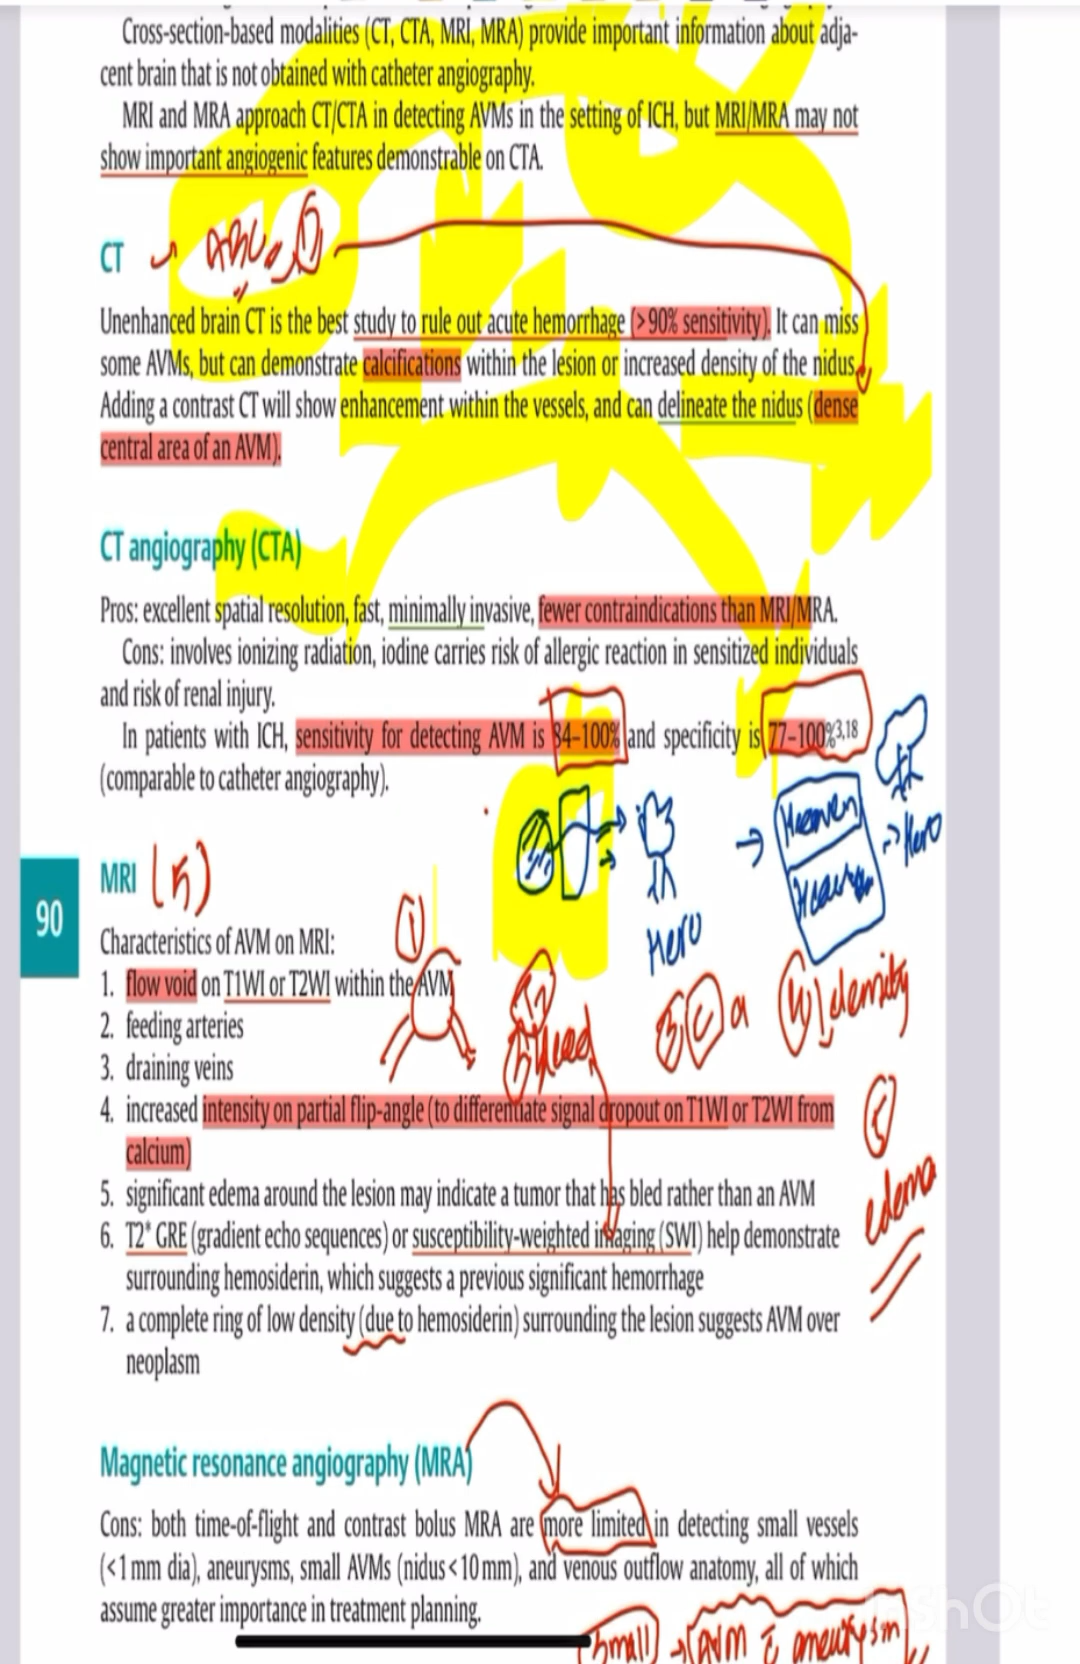 Cross-section-based modalities (CT, CTA, MRI, MRA) provide important information about adja-
cent brain that is not obtained with catheter angiography.
MRI and MRA approach CT/CTA in detecting AVMs in the setting of ICH, but MRI/MRA may not
show important angiogenic features demonstrable on CTA.
CT
Unenhanced brain CT is the best study to rule out acute hemorrhage (>90% sensitivity). It can miss
some AVMs, but can demonstrate calcifications within the lesion or increased density of the nidus.
Adding a contrast CT will show enhancement within the vessels, and can delineate the nidus (dense
central area of an AVM).
CT angiography (CTA)
Pros: excellent spatial resolution, fast, minimally invasive, fewer contraindications than MRI/MRA.
Cons: involves ionizing radiation, iodine carries risk of allergic reaction in sensitized individuals
and risk of renal injury.
In patients with ICH, sensitivity for detecting AVM is 84–100% and specificity is 77–100%3,18
(comparable to catheter angiography).
Heaven
Hero
Hero
90
MRI (5)
1
Characteristics of AVM on MRI:
1. flow void on T1WI or T2WI within the AVM
2. feeding arteries
3. draining veins
3 Ca
4 density
4. increased intensity on partial flip-angle (to differentiate signal dropout on T1WI or T2WI from
calcium)
5
edema
5. significant edema around the lesion may indicate a tumor that has bled rather than an AVM
6. T2* GRE (gradient echo sequences) or susceptibility-weighted imaging (SWI) help demonstrate
surrounding hemosiderin, which suggests a previous significant hemorrhage
7. a complete ring of low density (due to hemosiderin) surrounding the lesion suggests AVM over
neoplasm
Magnetic resonance angiography (MRA)
Cons: both time-of-flight and contrast bolus MRA are more limited in detecting small vessels
(<1 mm dia), aneurysms, small AVMs (nidus<10 mm), and venous outflow anatomy, all of which
assume greater importance in treatment planning.
InShOt
Small → AVM c aneurysm